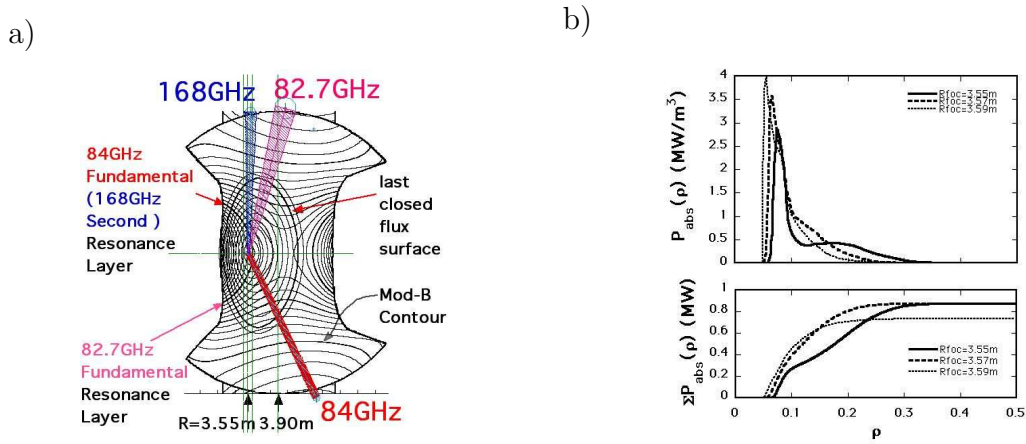 a)
168GHz
82.7GHz
84GHz
Fundamental
(168GHz
Second )
Resonance
Layer
last
closed
flux
surface
Mod-B
Contour
82.7GHz
Fundamental
Resonance
Layer
R=3.55m 3.90m
84GHz
b)
P abs (ρ) (MW/m³)
4
3.5
3
2.5
2
1.5
1
0.5
0
Rfoc=3.55m
Rfoc=3.57m
Rfoc=3.59m
ΣP abs (ρ) (MW)
1
0.8
0.6
0.4
0.2
0
Rfoc=3.55m
Rfoc=3.57m
Rfoc=3.59m
0 0.1 0.2 0.3 0.4 0.5
ρ